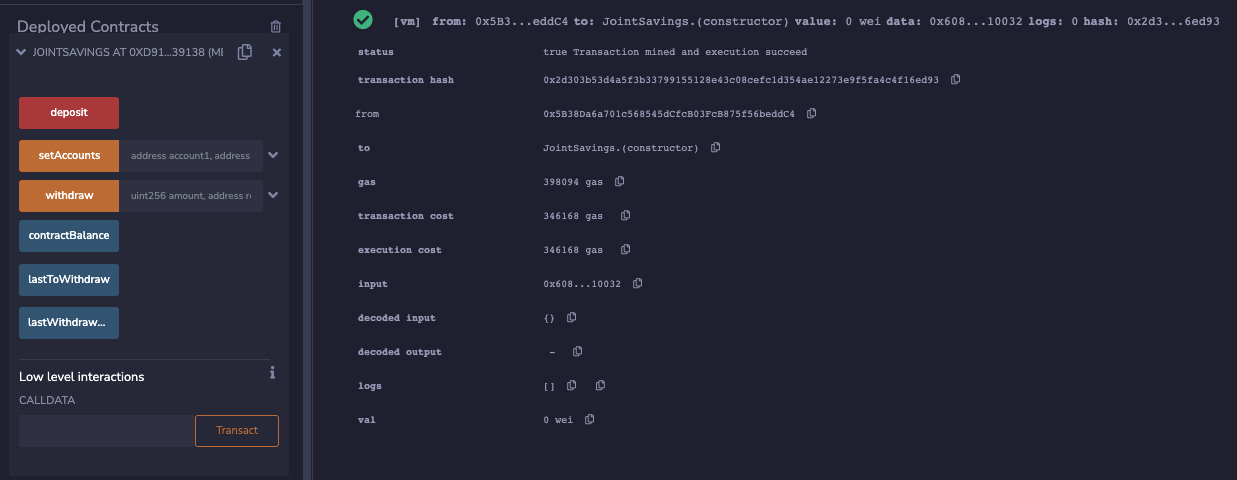 Deployed Contracts
JOINTSAVINGS AT 0XD91...39138 (ME
deposit
setAccounts address account1, address
withdraw uint256 amount, address r
contractBalance
lastToWithdraw
lastWithdraw...
Low level interactions
CALLDATA
Transact
[vm] from: 0x5B3...eddC4 to: JointSavings.(constructor) value: 0 wei data: 0x608...10032 logs: 0 hash: 0x2d3...6ed93
status true Transaction mined and execution succeed
transaction hash 0x2d303b53d4a5f3b33799155128e43c08cefc1d354ae12273e9f5fa4c4f16ed93
from 0x5B38Da6a701c568545dCfcB03FcB875f56beddC4
to JointSavings.(constructor)
gas 398094 gas
transaction cost 346168 gas
execution cost 346168 gas
input 0x608...10032
decoded input {}
decoded output -
logs []
val 0 wei